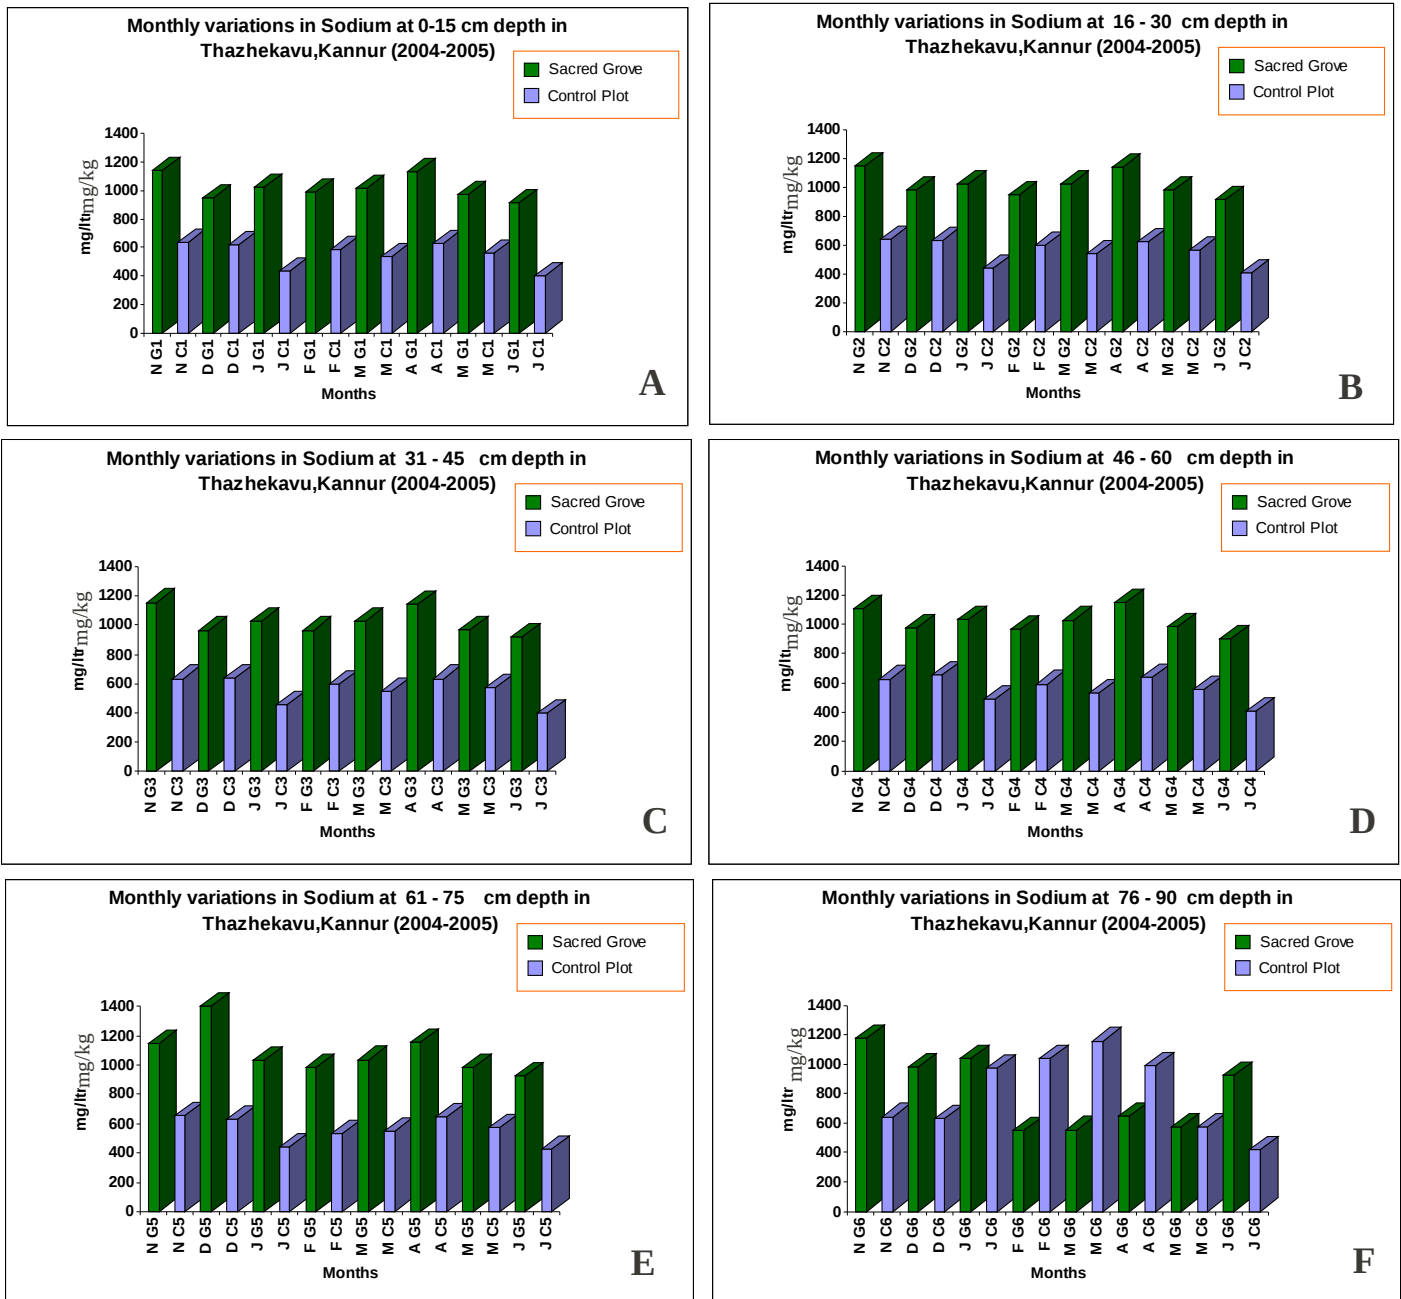 Monthly variations in Sodium at 0-15 cm depth in
Thazhekavu,Kannur (2004-2005)
Sacred Grove
Control Plot
1400
1200
1000
800
600
400
200
0
mg/ltr mg/kg
N G1
N C1
D G1
D C1
J G1
J C1
F G1
F C1
M G1
M C1
A G1
A C1
M G1
M C1
J G1
J C1
Months
A
Monthly variations in Sodium at 16 - 30 cm depth in
Thazhekavu,Kannur (2004-2005)
Sacred Grove
Control Plot
1400
1200
1000
800
600
400
200
0
mg/ltr mg/kg
N G2
N C2
D G2
D C2
J G2
J C2
F G2
F C2
M G2
M C2
A G2
A C2
M G2
M C2
J G2
J C2
Months
B
Monthly variations in Sodium at 31 - 45 cm depth in
Thazhekavu,Kannur (2004-2005)
Sacred Grove
Control Plot
1400
1200
1000
800
600
400
200
0
mg/ltr mg/kg
N G3
N C3
D G3
D C3
J G3
J C3
F G3
F C3
M G3
M C3
A G3
A C3
M G3
M C3
J G3
J C3
Months
C
Monthly variations in Sodium at 46 - 60 cm depth in
Thazhekavu,Kannur (2004-2005)
Sacred Grove
Control Plot
1400
1200
1000
800
600
400
200
0
mg/ltr mg/kg
N G4
N C4
D G4
D C4
J G4
J C4
F G4
F C4
M G4
M C4
A G4
A C4
M G4
M C4
J G4
J C4
Months
D
Monthly variations in Sodium at 61 - 75 cm depth in
Thazhekavu,Kannur (2004-2005)
Sacred Grove
Control Plot
1400
1200
1000
800
600
400
200
0
mg/ltr mg/kg
N G5
N C5
D G5
D C5
J G5
J C5
F G5
F C5
M G5
M C5
A G5
A C5
M G5
M C5
J G5
J C5
Months
E
Monthly variations in Sodium at 76 - 90 cm depth in
Thazhekavu,Kannur (2004-2005)
Sacred Grove
Control Plot
1400
1200
1000
800
600
400
200
0
mg/ltr mg/kg
N G6
N C6
D G6
D C6
J G6
J C6
F G6
F C6
M G6
M C6
A G6
A C6
M G6
M C6
J G6
J C6
Months
F